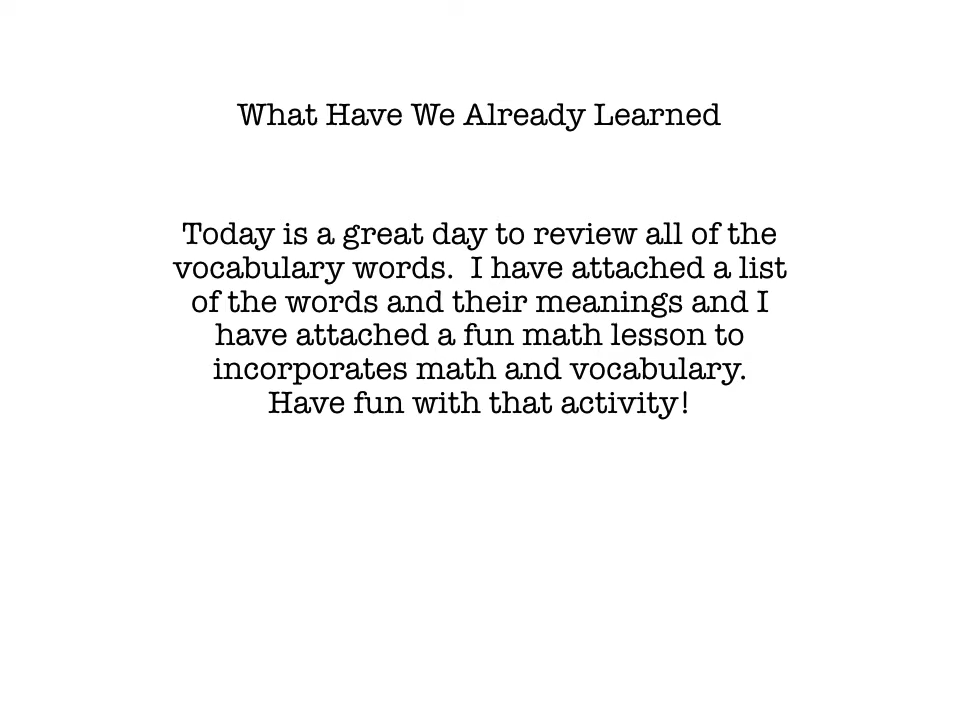 What Have We Already Learned
Today is a great day to review all of the
vocabulary words.  I have attached a list
of the words and their meanings and I
have attached a fun math lesson to
incorporates math and vocabulary.
Have fun with that activity!